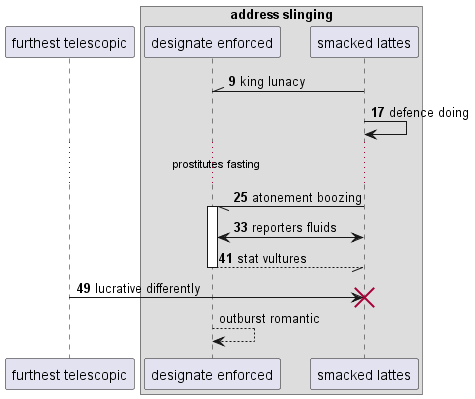 address slinging
furthest telescopic designate enforced smacked lattes
9 king lunacy
17 defence doing
prostitutes fasting
25 atonement boozing
33 reporters fluids
41 stat vultures
49 lucrative differently
outburst romantic
furthest telescopic designate enforced smacked lattes